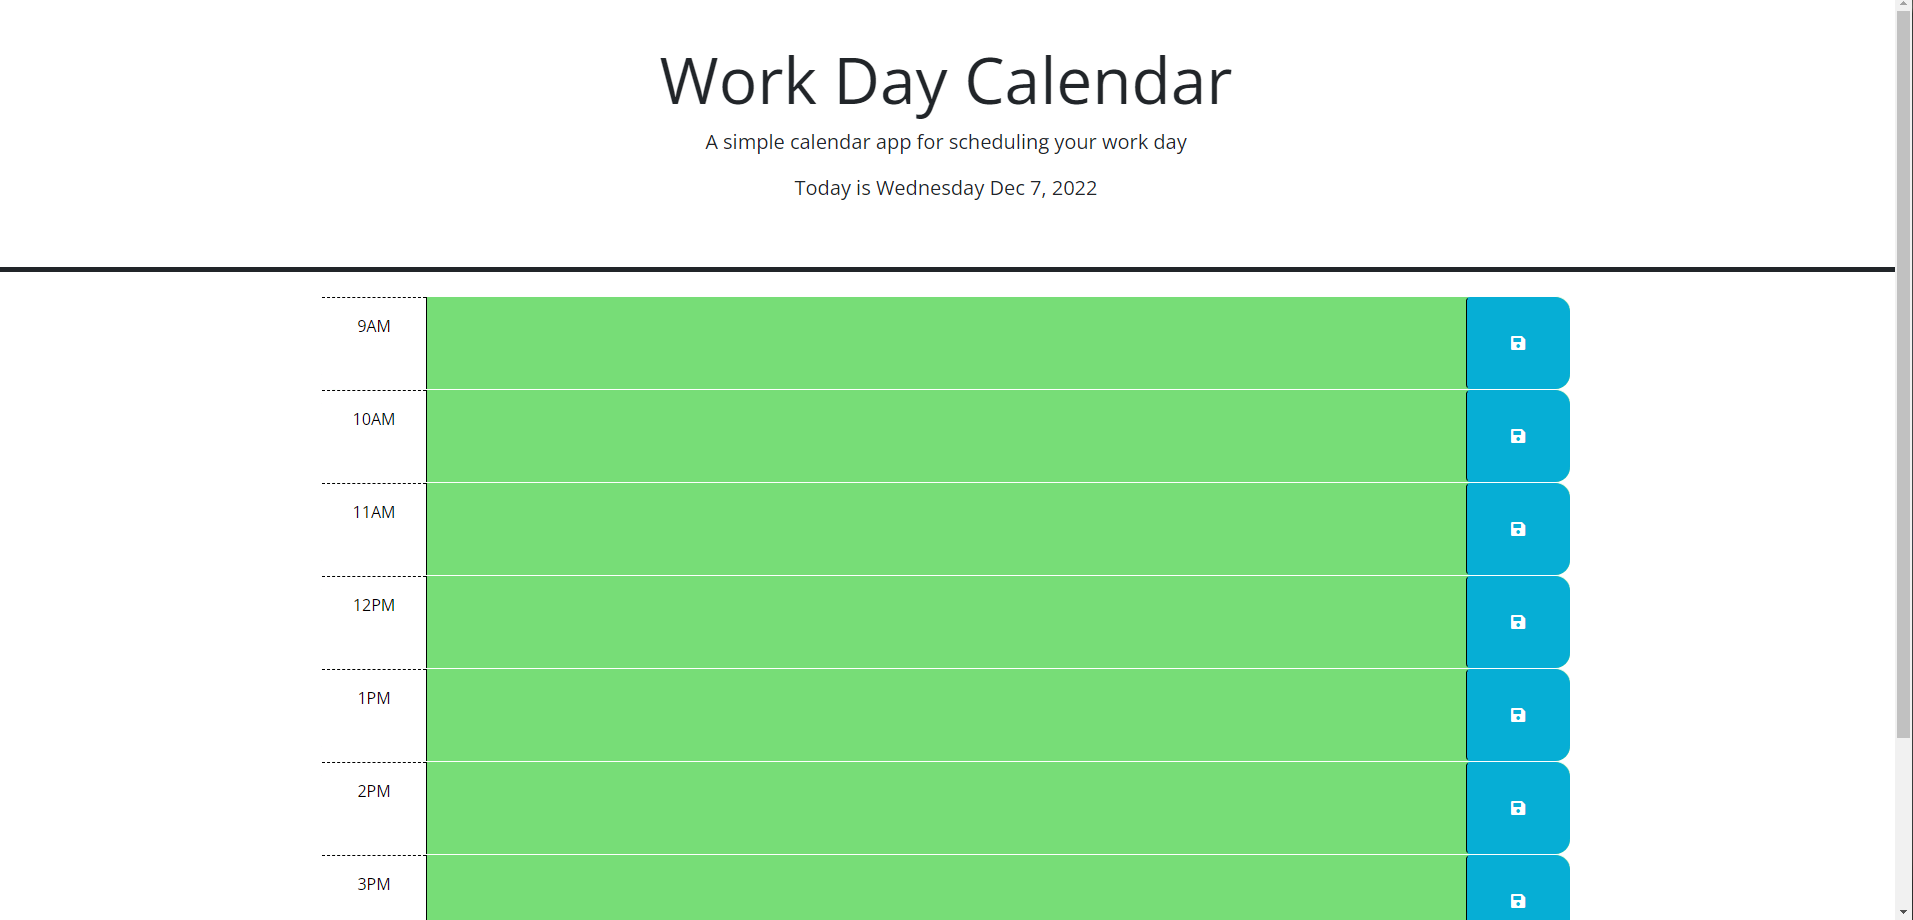 Work Day Calendar
A simple calendar app for scheduling your work day
Today is Wednesday Dec 7, 2022
9AM
10AM
11AM
12PM
1PM
2PM
3PM